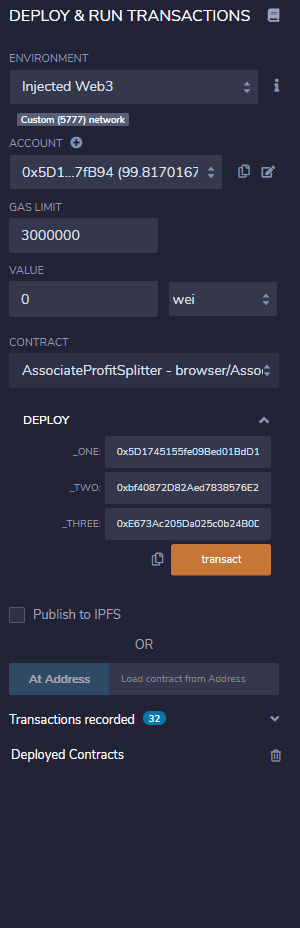 DEPLOY & RUN TRANSACTIONS
ENVIRONMENT
Injected Web3
Custom (5777) network
ACCOUNT
0x5D1...7fB94 (99.8170167
GAS LIMIT
3000000
VALUE
0 wei
CONTRACT
AssociateProfitSplitter - browser/Asso
DEPLOY
_ONE: 0x5D1745155fe09Bed01BdD1
_TWO: 0xbf40872D82Aed7838576E2
_THREE: 0xE673Ac205Da025c0b24B0D
transact
Publish to IPFS
OR
At Address Load contract from Address
Transactions recorded 32
Deployed Contracts